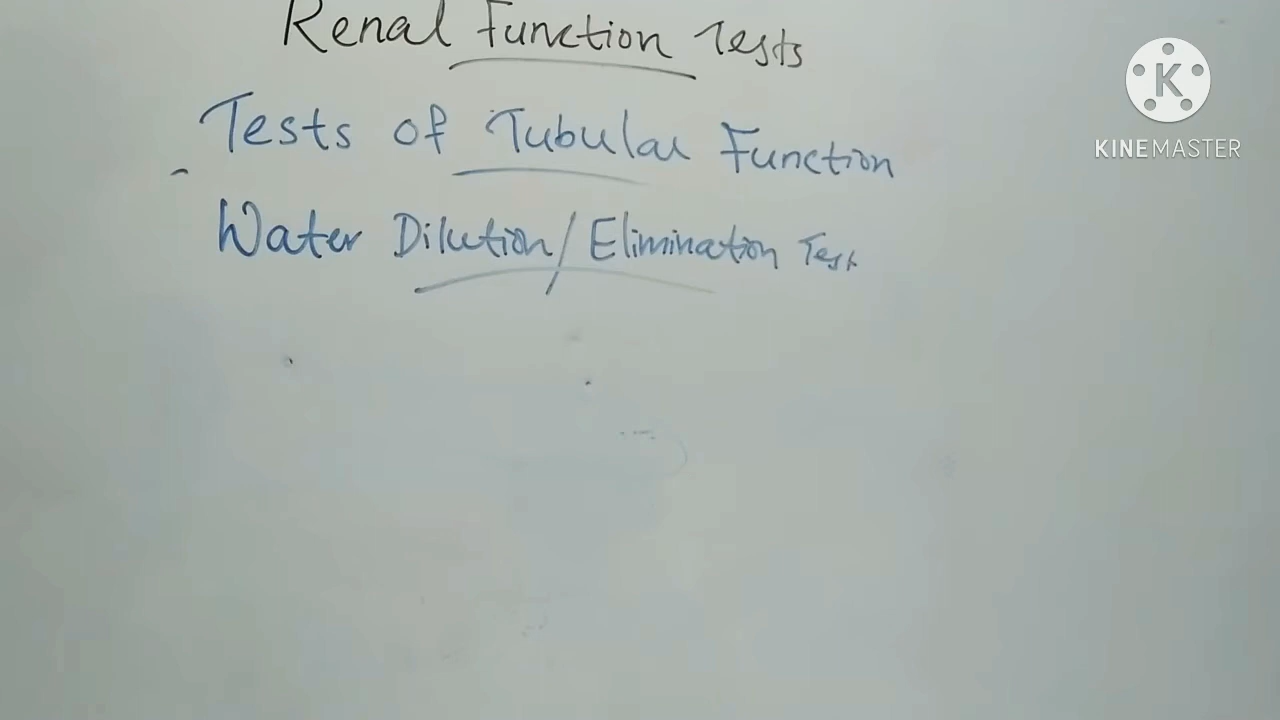 Renal Function Tests
Tests of Tubular Function
Water Dilution/Elimination Test
K
KINEMASTER